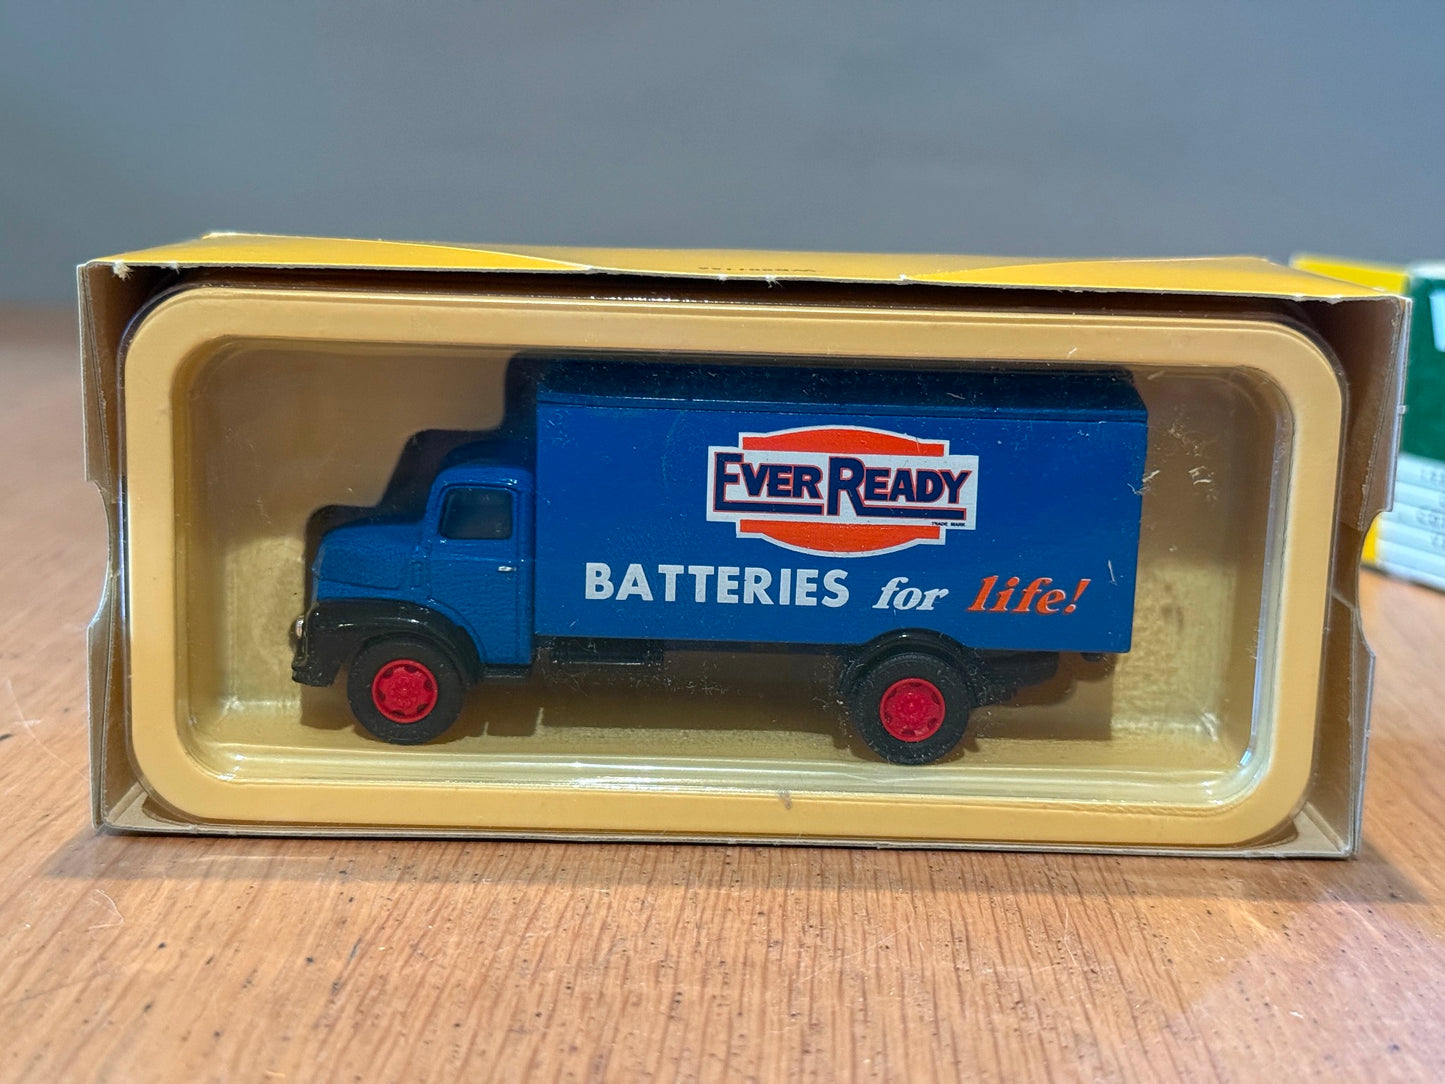 EVER READY
TRADE MARK
BATTERIES for life!